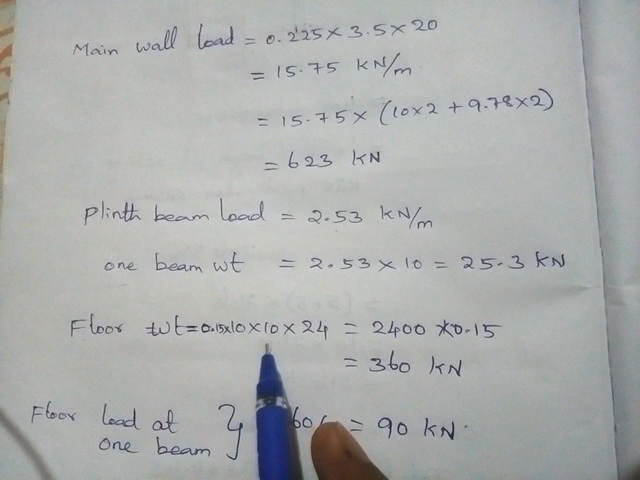 Main wall load = 0.225 × 3.5 × 20
= 15.75 KN/m
= 15.75 × (10×2 + 9.78×2)
= 623 KN
Plinth beam load = 2.53 KN/m
one beam wt = 2.53 × 10 = 25.3 KN
Floor wt = 0.15×10×10×24 = 2400 × 0.15
= 360 KN
Floor load at one beam } = 90 KN